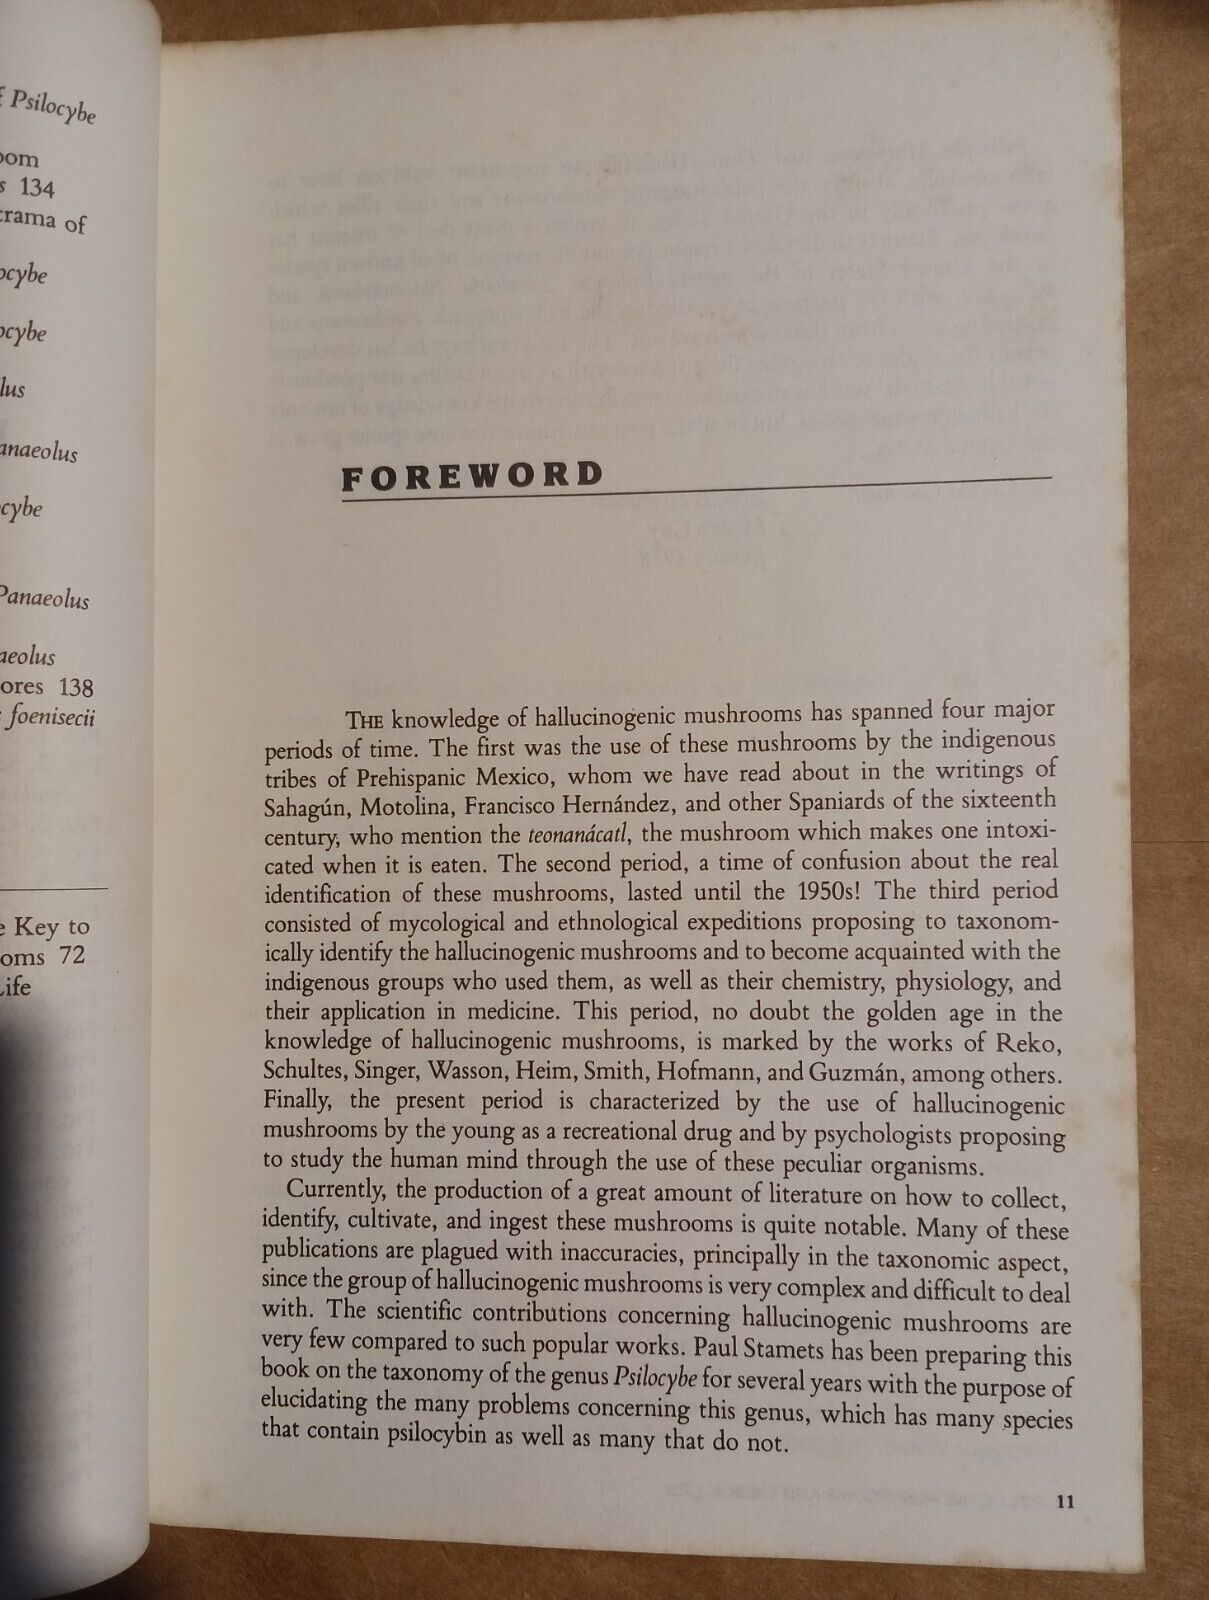 f Psilocybe
oom
s 134
trama of
ocybe
ocybe
lus
anaeolus
cybe
Panaeolus
aeolus
ores 138
foenisecii
e Key to
oms 72
Life
FOREWORD
THE knowledge of hallucinogenic mushrooms has spanned four major
periods of time. The first was the use of these mushrooms by the indigenous
tribes of Prehispanic Mexico, whom we have read about in the writings of
Sahagún, Motolina, Francisco Hernández, and other Spaniards of the sixteenth
century, who mention the teonanácatl, the mushroom which makes one intoxi-
cated when it is eaten. The second period, a time of confusion about the real
identification of these mushrooms, lasted until the 1950s! The third period
consisted of mycological and ethnological expeditions proposing to taxonom-
ically identify the hallucinogenic mushrooms and to become acquainted with the
indigenous groups who used them, as well as their chemistry, physiology, and
their application in medicine. This period, no doubt the golden age in the
knowledge of hallucinogenic mushrooms, is marked by the works of Reko,
Schultes, Singer, Wasson, Heim, Smith, Hofmann, and Guzmán, among others.
Finally, the present period is characterized by the use of hallucinogenic
mushrooms by the young as a recreational drug and by psychologists proposing
to study the human mind through the use of these peculiar organisms.
Currently, the production of a great amount of literature on how to collect,
identify, cultivate, and ingest these mushrooms is quite notable. Many of these
publications are plagued with inaccuracies, principally in the taxonomic aspect,
since the group of hallucinogenic mushrooms is very complex and difficult to deal
with. The scientific contributions concerning hallucinogenic mushrooms are
very few compared to such popular works. Paul Stamets has been preparing this
book on the taxonomy of the genus Psilocybe for several years with the purpose of
elucidating the many problems concerning this genus, which has many species
that contain psilocybin as well as many that do not.
11